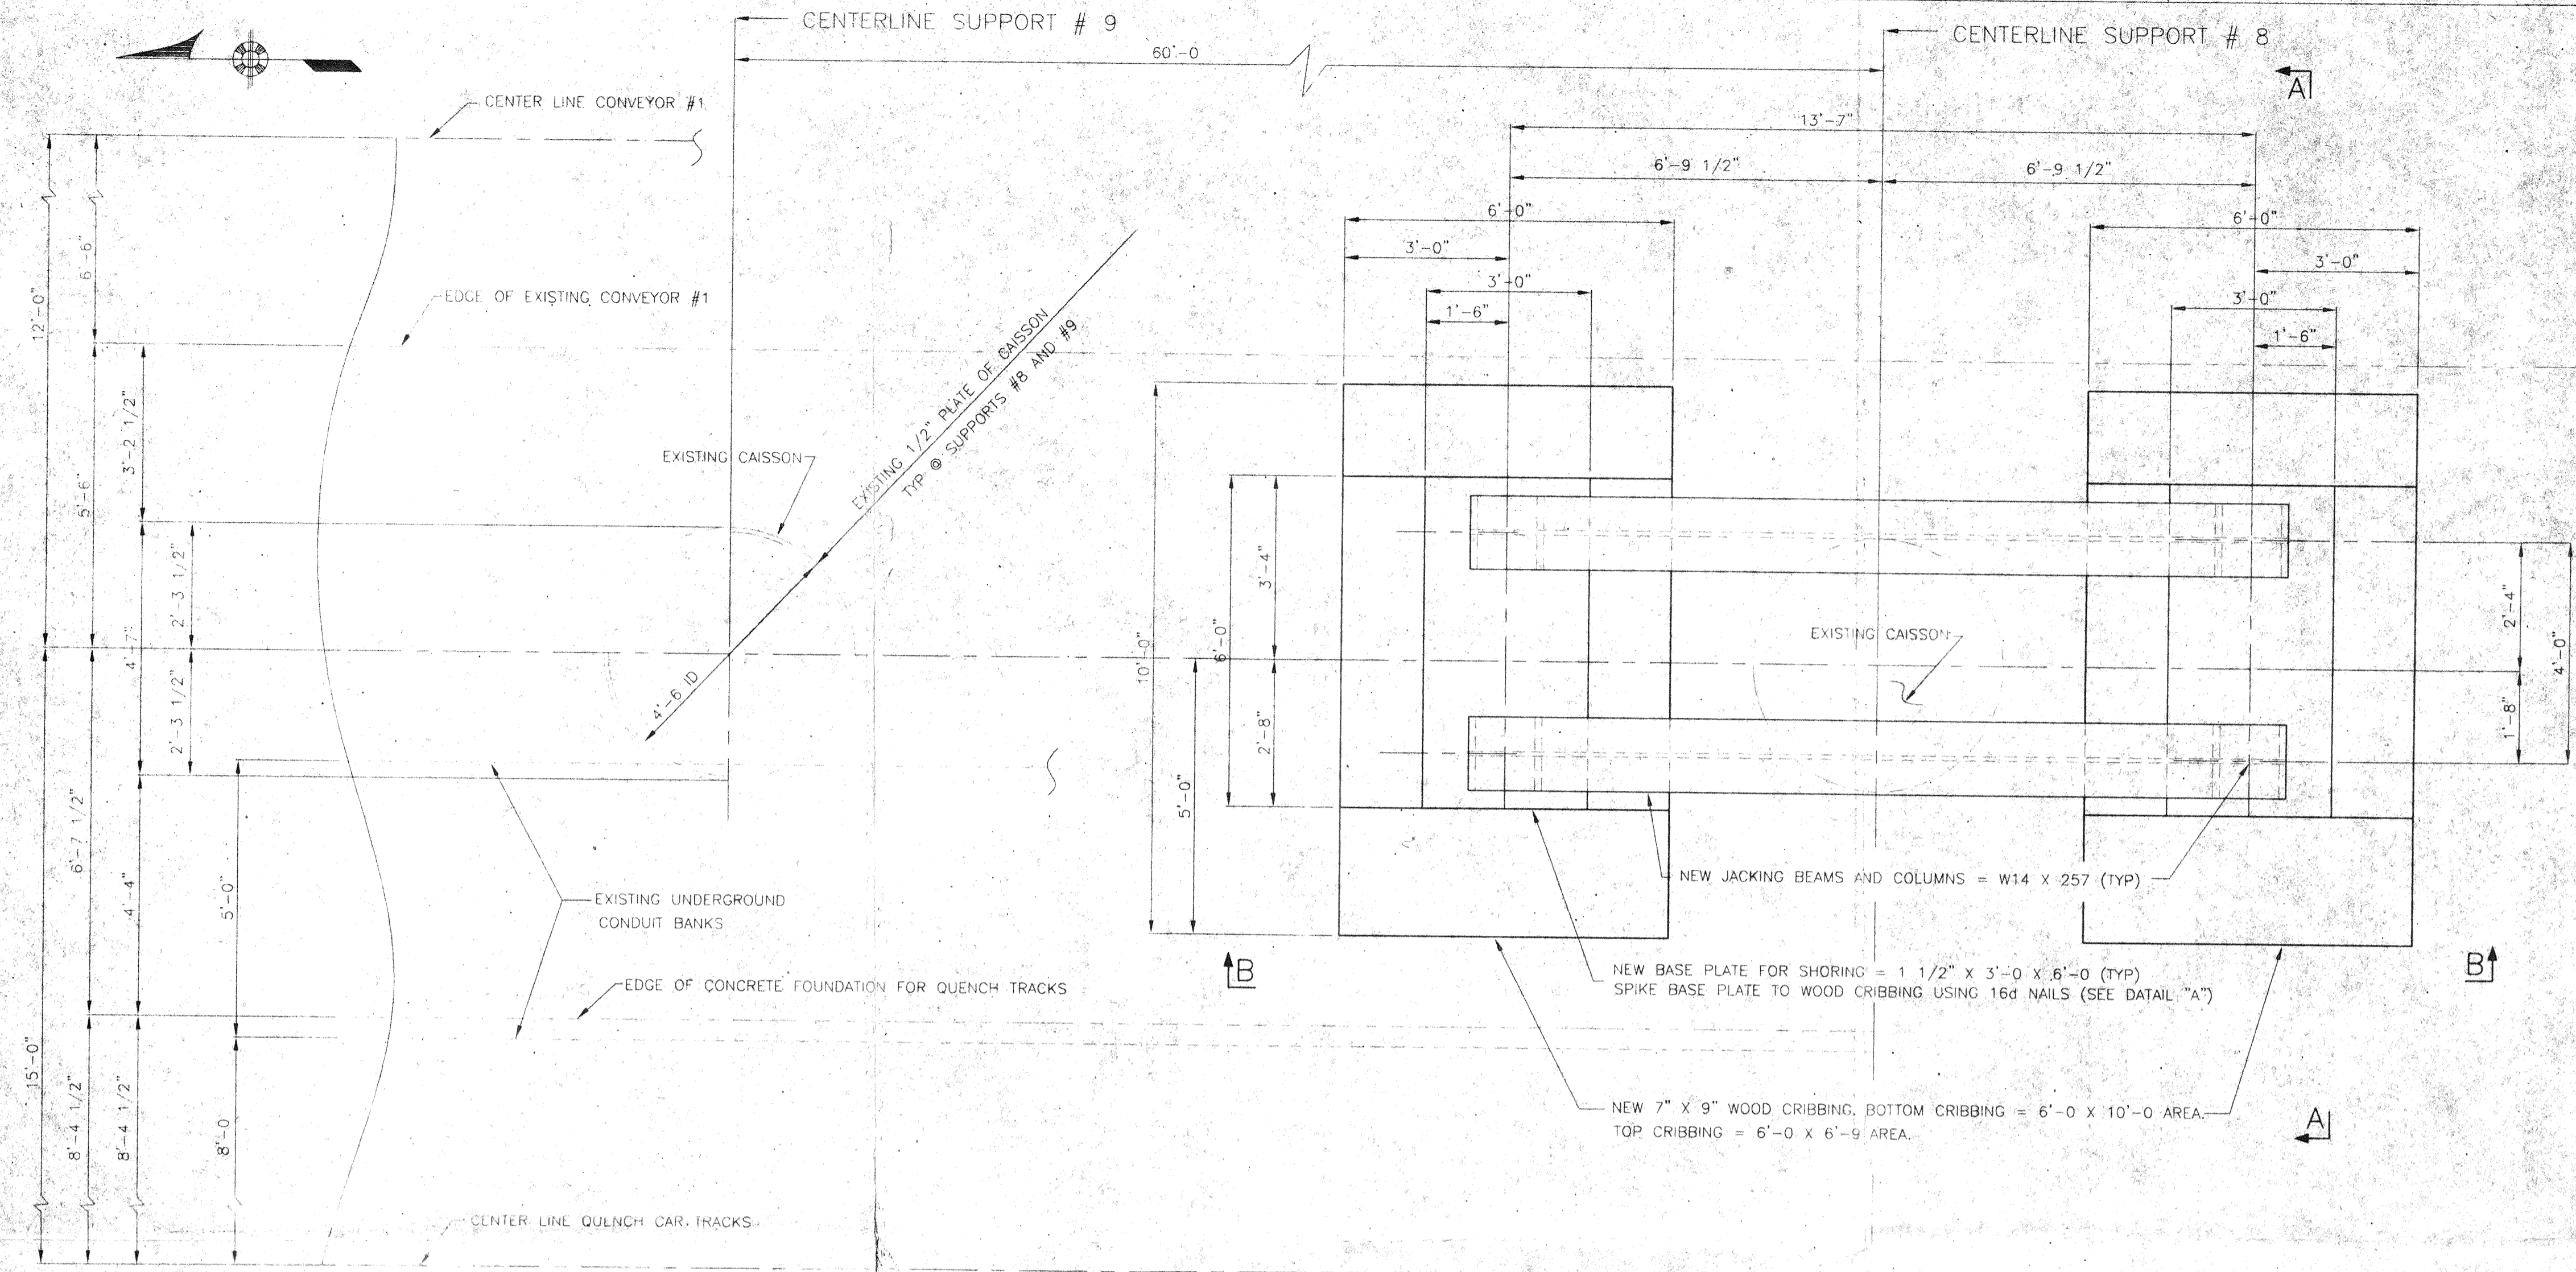 CENTERLINE SUPPORT # 9
60'-0
CENTERLINE SUPPORT # 8
A
CENTER LINE CONVEYOR #1
13'-7"
6'-9 1/2"
6'-9 1/2"
6'-0"
6'-0"
3'-0"
3'-0"
3'-0"
3'-0"
1'-6"
1'-6"
12'-0"
6'-6"
EDGE OF EXISTING CONVEYOR #1
3'-2 1/2"
5'-6"
EXISTING CAISSON
EXISTING 1/2" PLATE OF CAISSON
TYP @ SUPPORTS #8 AND #9
2'-3 1/2"
4'-7"
2'-3 1/2"
4'-6 ID
3'-4"
6'-0"
10'-0"
2'-8"
5'-0"
EXISTING CAISSON
2'-4"
4'-0"
1'-8"
6'-7 1/2"
4'-4"
5'-0"
EXISTING UNDERGROUND
CONDUIT BANKS
NEW JACKING BEAMS AND COLUMNS = W14 X 257 (TYP)
B
B
NEW BASE PLATE FOR SHORING = 1 1/2" X 3'-0 X 6'-0 (TYP)
SPIKE BASE PLATE TO WOOD CRIBBING USING 16d NAILS (SEE DATAIL "A")
EDGE OF CONCRETE FOUNDATION FOR QUENCH TRACKS
15'-0"
8'-4 1/2"
8'-4 1/2"
8'-0
NEW 7" X 9" WOOD CRIBBING. BOTTOM CRIBBING = 6'-0 X 10'-0 AREA.
TOP CRIBBING = 6'-0 X 6'-9 AREA.
A
CENTER LINE QUENCH CAR TRACKS